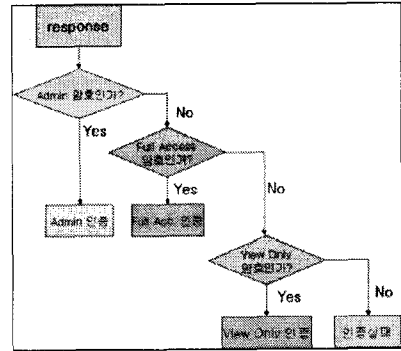 response
Admin 암호인가?
Yes
No
Full Access
암호인가?
Yes
No
Admin 인증
Full Acc. 인증
View Only
암호인가?
Yes
No
View Only 인증
인증실패